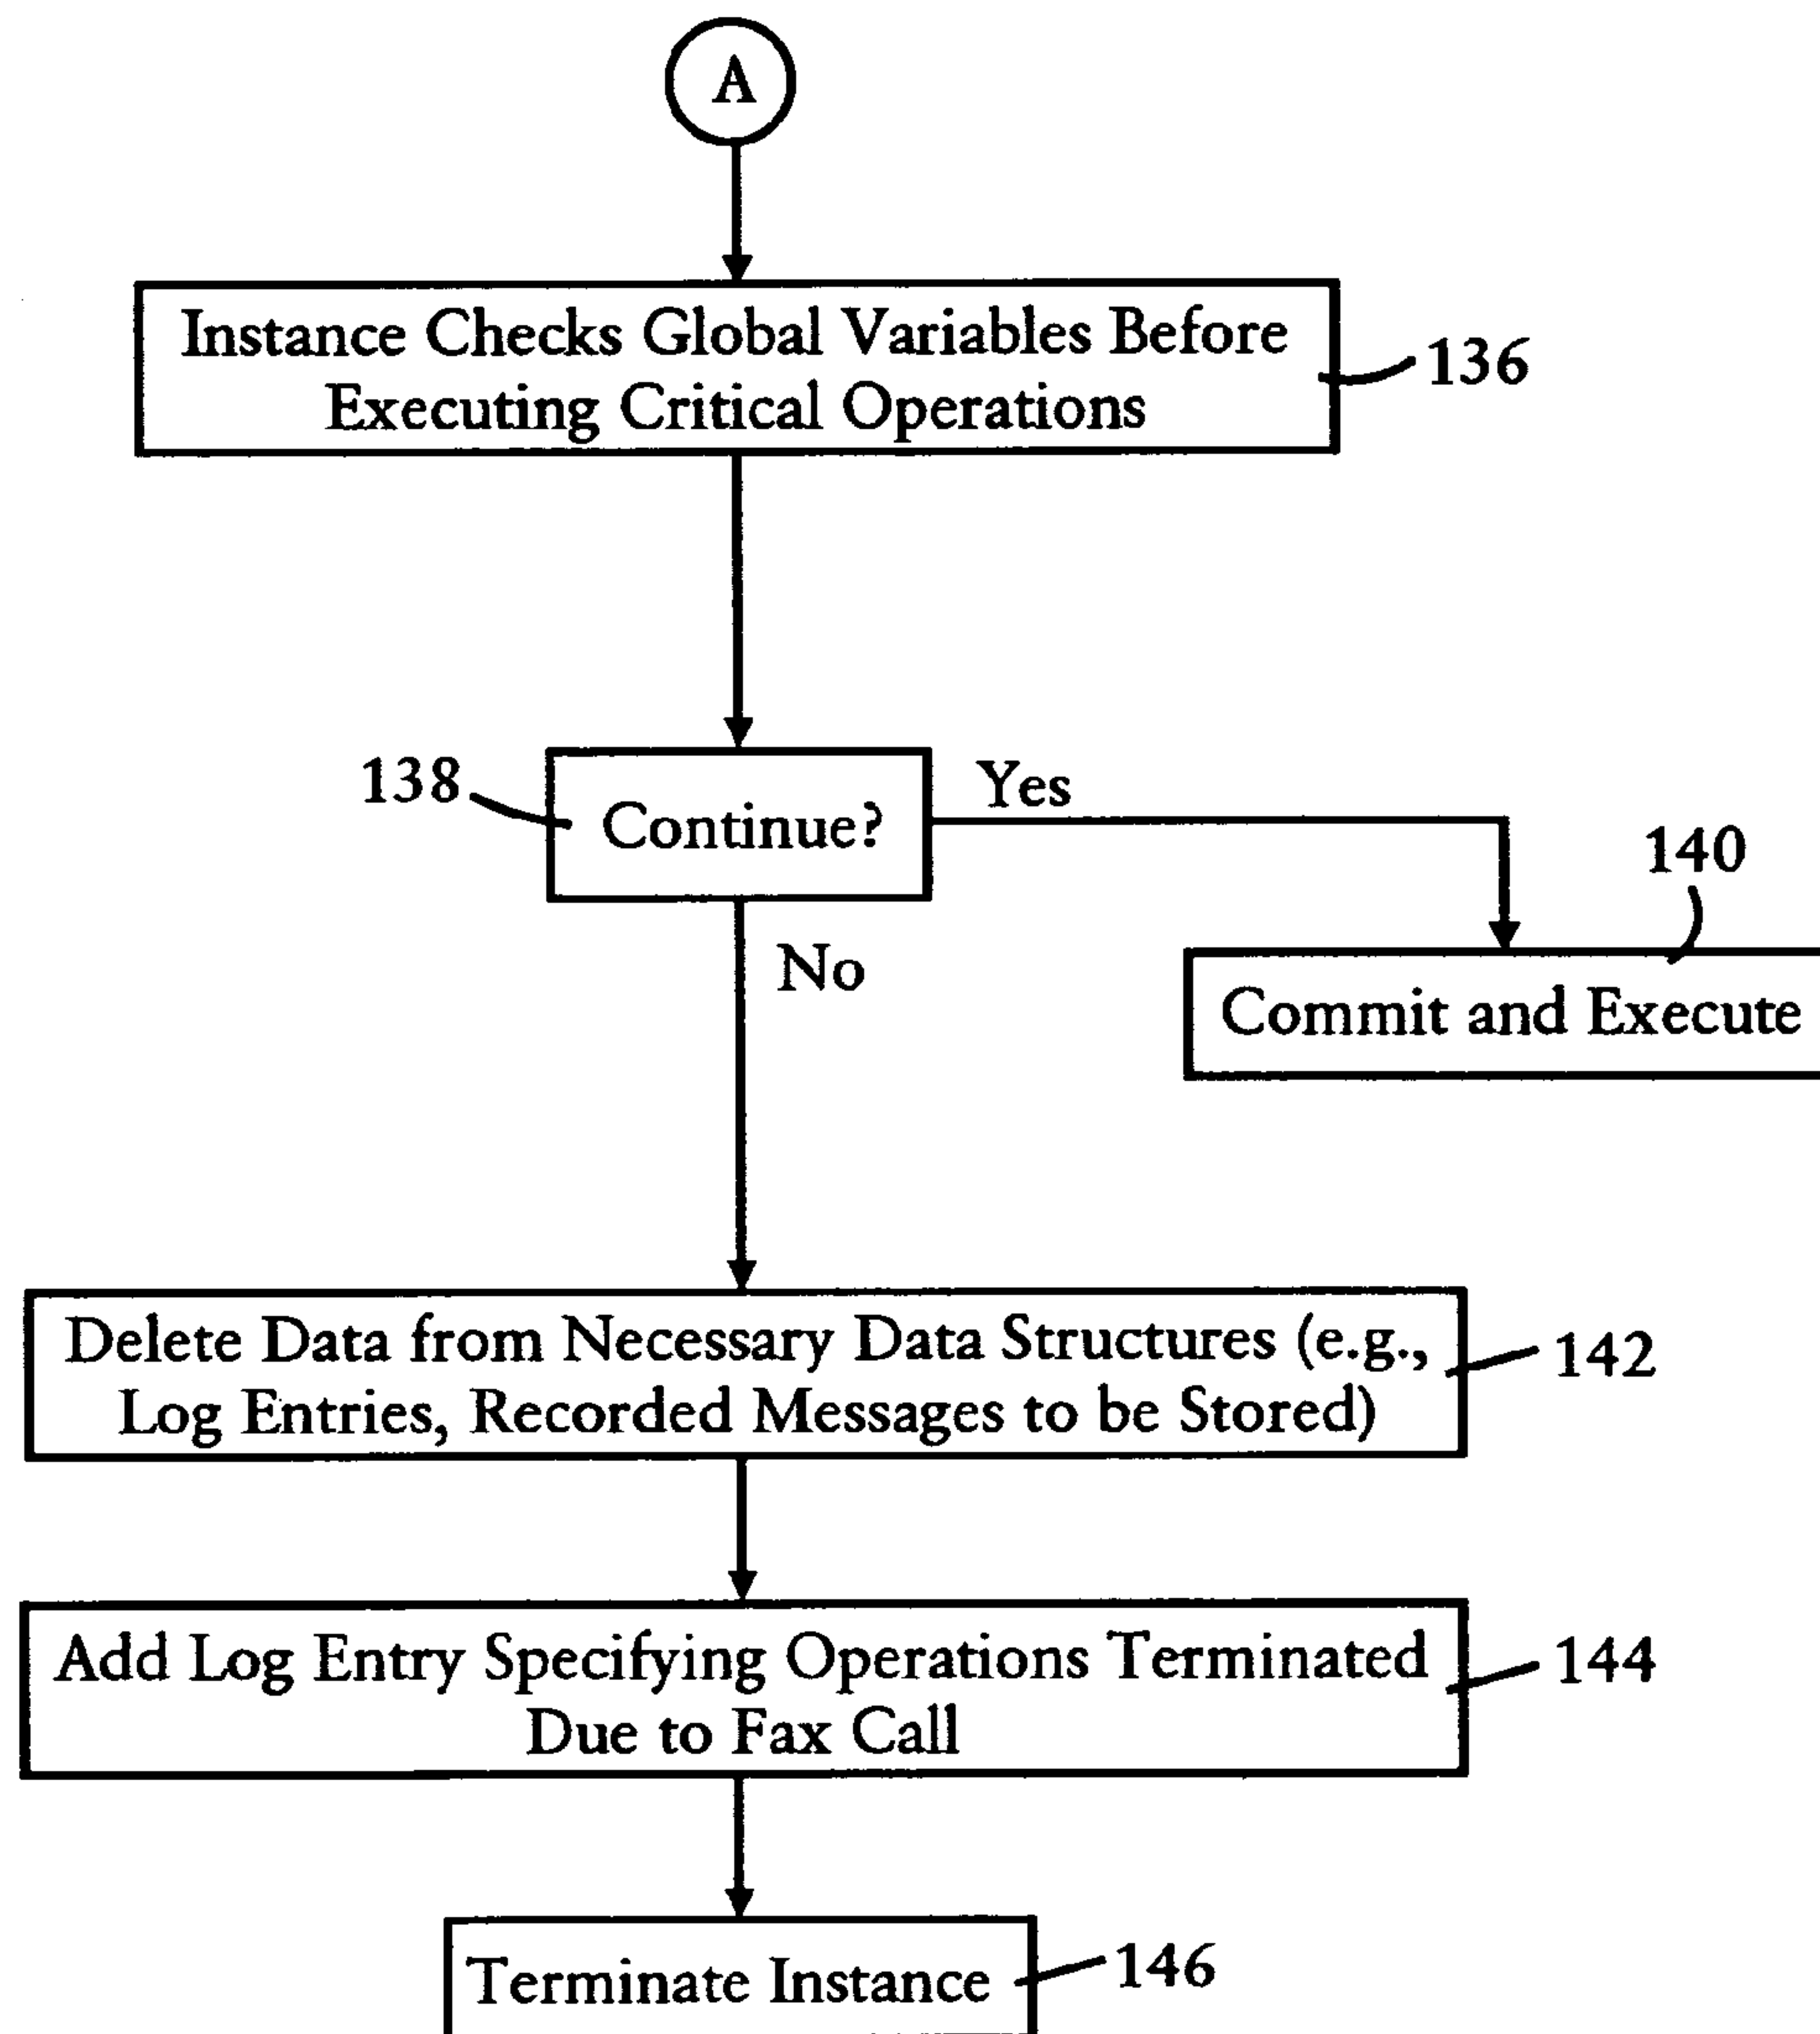 A
Instance Checks Global Variables Before
Executing Critical Operations
136
138
Continue?
Yes
140
No
Commit and Execute
Delete Data from Necessary Data Structures (e.g.,
Log Entries, Recorded Messages to be Stored)
142
Add Log Entry Specifying Operations Terminated
Due to Fax Call
144
Terminate Instance
146